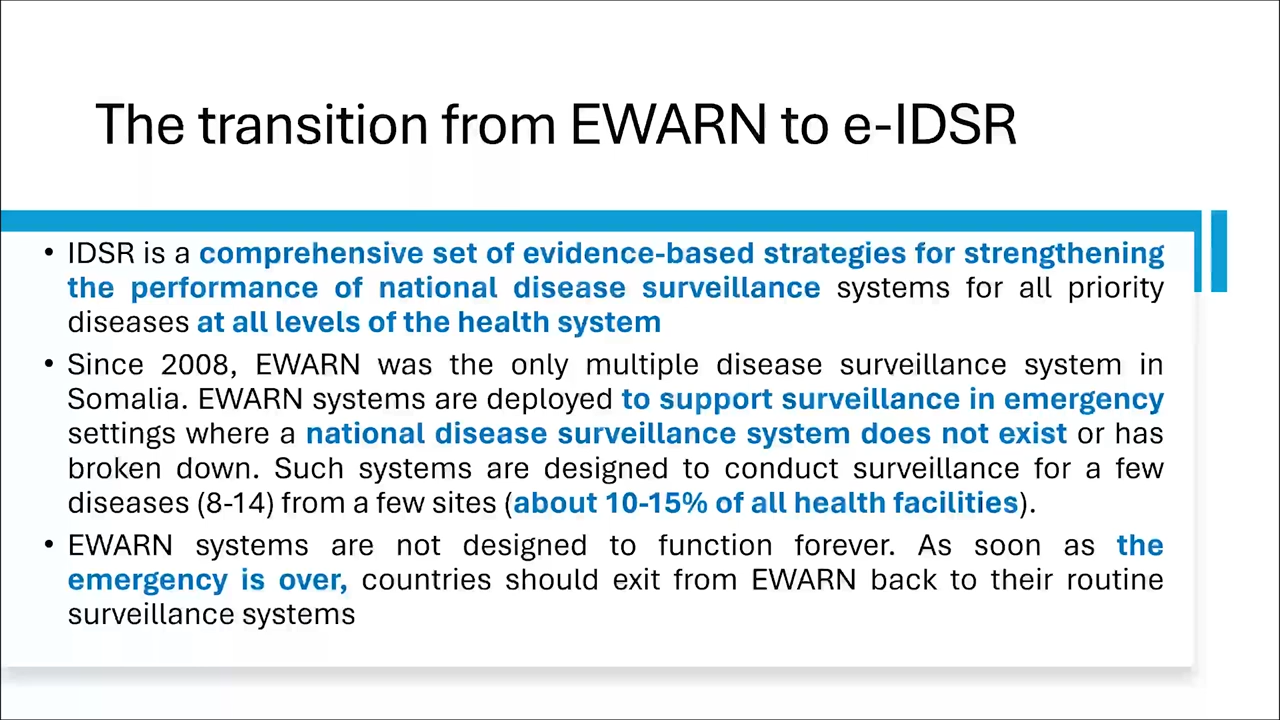 The transition from EWARN to e-IDSR
• IDSR is a comprehensive set of evidence-based strategies for strengthening
the performance of national disease surveillance systems for all priority
diseases at all levels of the health system
• Since 2008, EWARN was the only multiple disease surveillance system in
Somalia. EWARN systems are deployed to support surveillance in emergency
settings where a national disease surveillance system does not exist or has
broken down. Such systems are designed to conduct surveillance for a few
diseases (8-14) from a few sites (about 10-15% of all health facilities).
• EWARN systems are not designed to function forever. As soon as the
emergency is over, countries should exit from EWARN back to their routine
surveillance systems